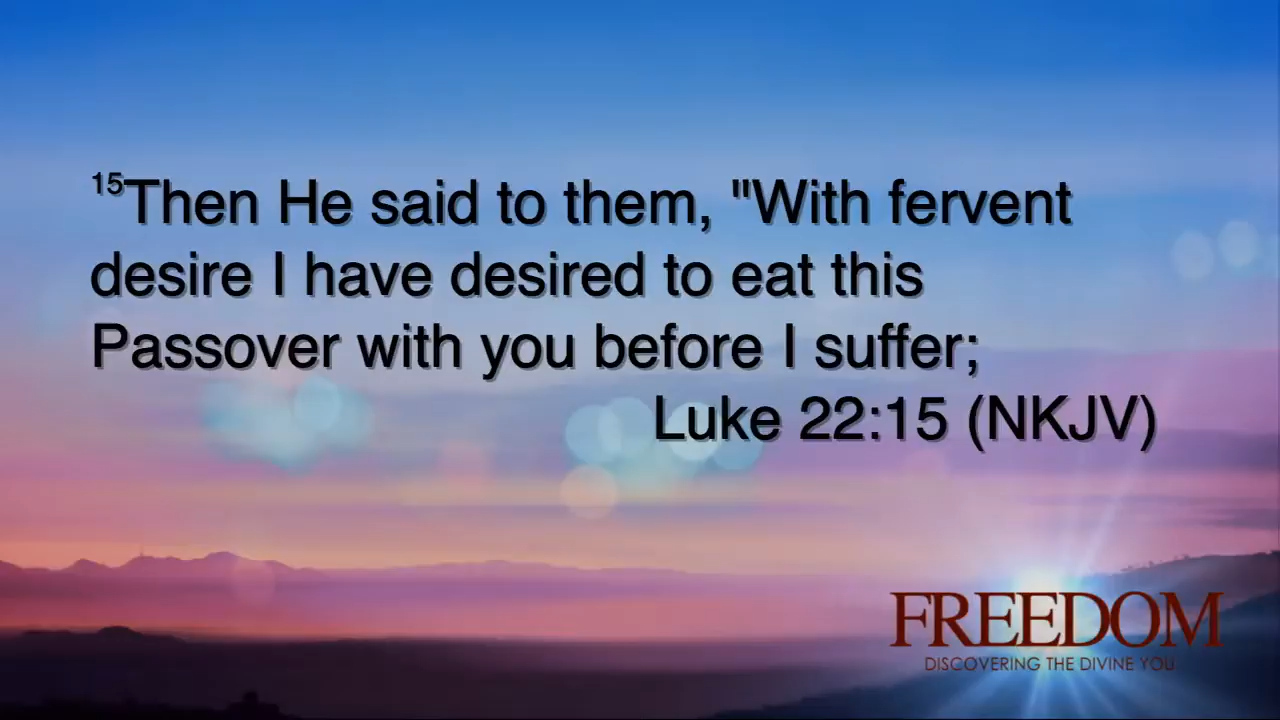 15Then He said to them, "With fervent
desire I have desired to eat this
Passover with you before I suffer;
Luke 22:15 (NKJV)
FREEDOM
DISCOVERING THE DIVINE YOU